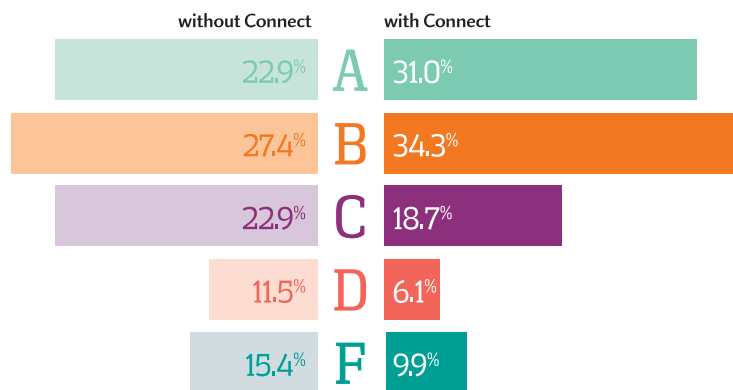 without Connect with Connect
22.9% A 31.0%
27.4% B 34.3%
22.9% C 18.7%
11.5% D 6.1%
15.4% F 9.9%